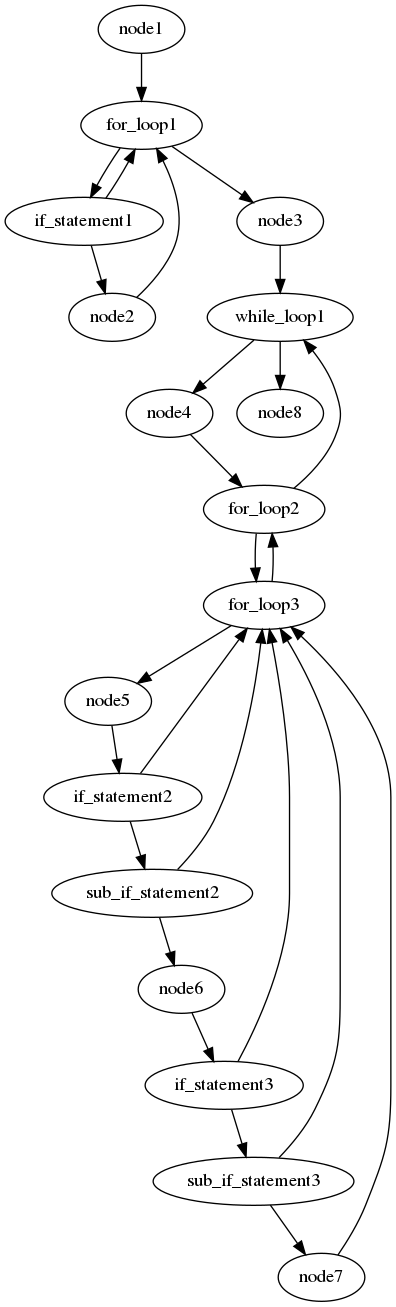 node1
for_loop1
if_statement1
node3
node2
while_loop1
node4
node8
for_loop2
for_loop3
node5
if_statement2
sub_if_statement2
node6
if_statement3
sub_if_statement3
node7